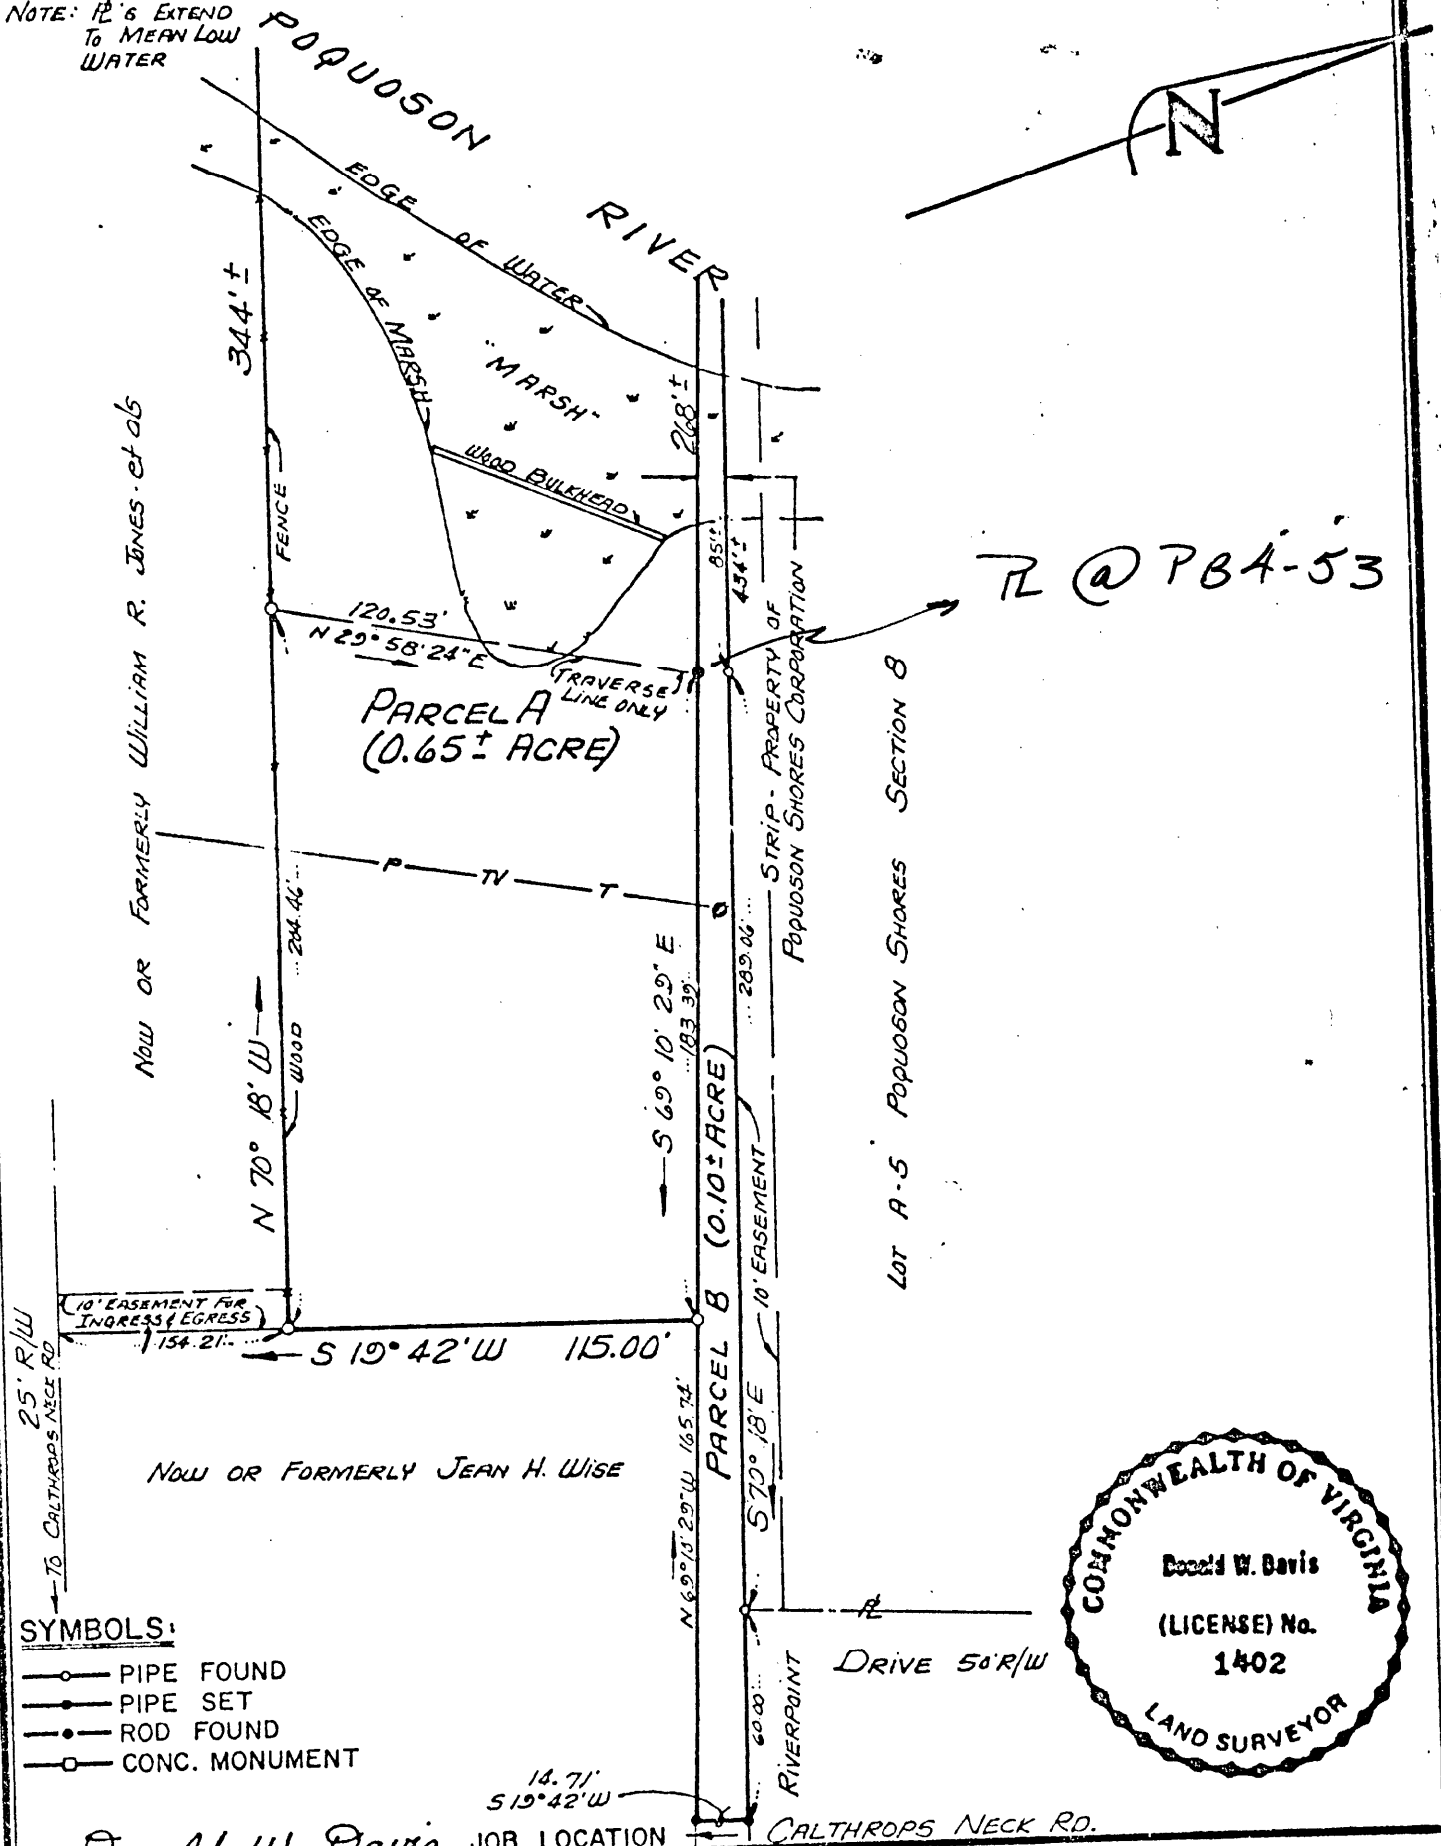 NOTE: PL'S EXTEND
TO MEAN LOW
WATER
POQUOSON
RIVER
N
EDGE OF WATER
EDGE OF MARSH
"MARSH"
344'±
268'±
WOOD BULKHEAD
FENCE
85'±
434'±
PL @ PB4-53
120.53'
N 29° 58' 24" E
(TRAVERSE
LINE ONLY)
PARCEL A
(0.65± ACRE)
NOW OR FORMERLY WILLIAM R. JONES et als
STRIP - PROPERTY OF
POQUOSON SHORES CORPORATION
LOT A-5 POQUOSON SHORES SECTION 8
P TV T
264.46'
WOOD
N 70° 18' W
S 69° 10' 29" E
183.39'
289.06'
PARCEL B (0.10± ACRE)
10' EASEMENT
10' EASEMENT FOR
INGRESS & EGRESS
154.21'
S 19° 42' W 115.00'
25' R/W
TO CALTHROPS NECK RD
NOW OR FORMERLY JEAN H. WISE
N 69° 10' 29" W 165.74'
S 70° 18' E
PL
DRIVE 50' R/W
RIVERPOINT
60.00'
COMMONWEALTH OF VIRGINIA
Donald W. Davis
(LICENSE) No.
1402
LAND SURVEYOR
SYMBOLS:
PIPE FOUND
PIPE SET
ROD FOUND
CONC. MONUMENT
14.71'
S 19° 42' W
CALTHROPS NECK RD.
W. Davis JOB LOCATION